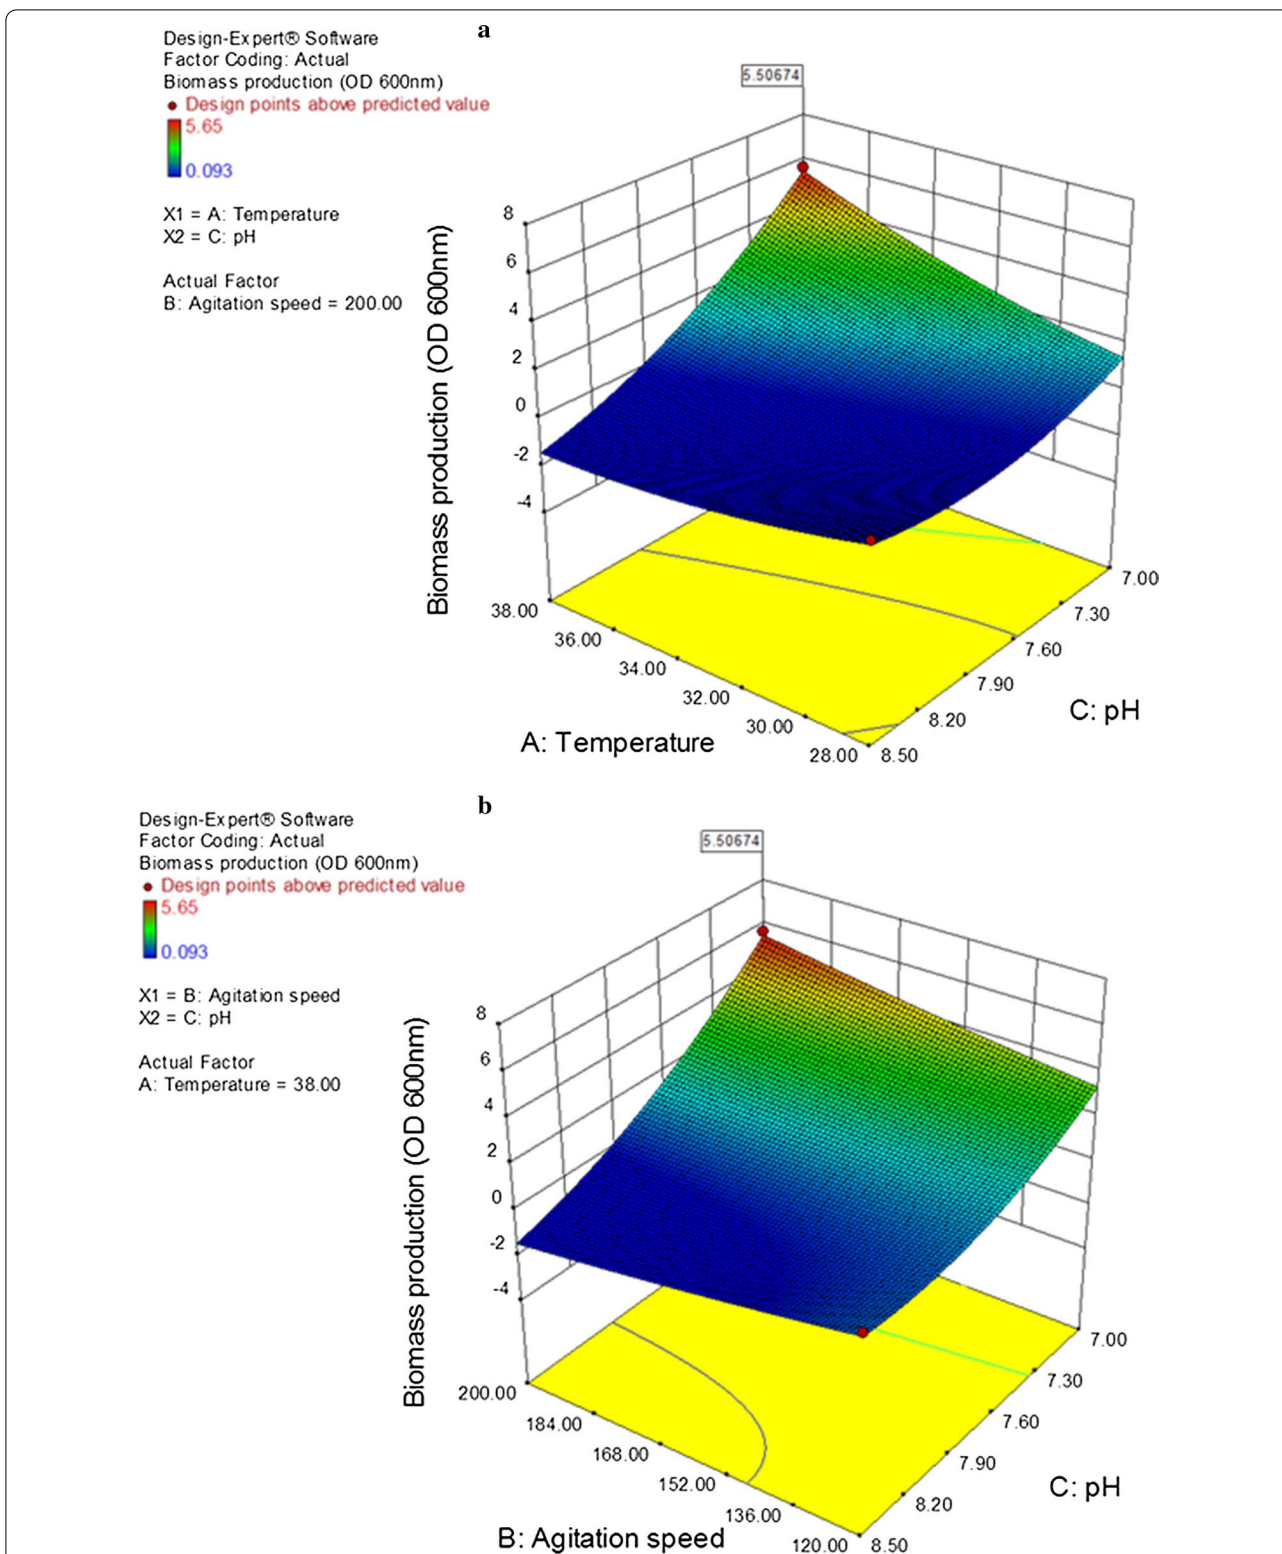 a
Design-Expert® Software
Factor Coding: Actual
Biomass production (OD 600nm)
Design points above predicted value
5.65
0.093
X1 = A: Temperature
X2 = C: pH
Actual Factor
B: Agitation speed = 200.00
5.50674
Biomass production (OD 600nm)
8
6
4
2
0
-2
-4
38.00
36.00
34.00
32.00
30.00
28.00
A: Temperature
7.00
7.30
7.60
7.90
8.20
8.50
C: pH
b
Design-Expert® Software
Factor Coding: Actual
Biomass production (OD 600nm)
Design points above predicted value
5.65
0.093
X1 = B: Agitation speed
X2 = C: pH
Actual Factor
A: Temperature = 38.00
5.50674
Biomass production (OD 600nm)
8
6
4
2
0
-2
-4
200.00
184.00
168.00
152.00
136.00
120.00
B: Agitation speed
7.00
7.30
7.60
7.90
8.20
8.50
C: pH